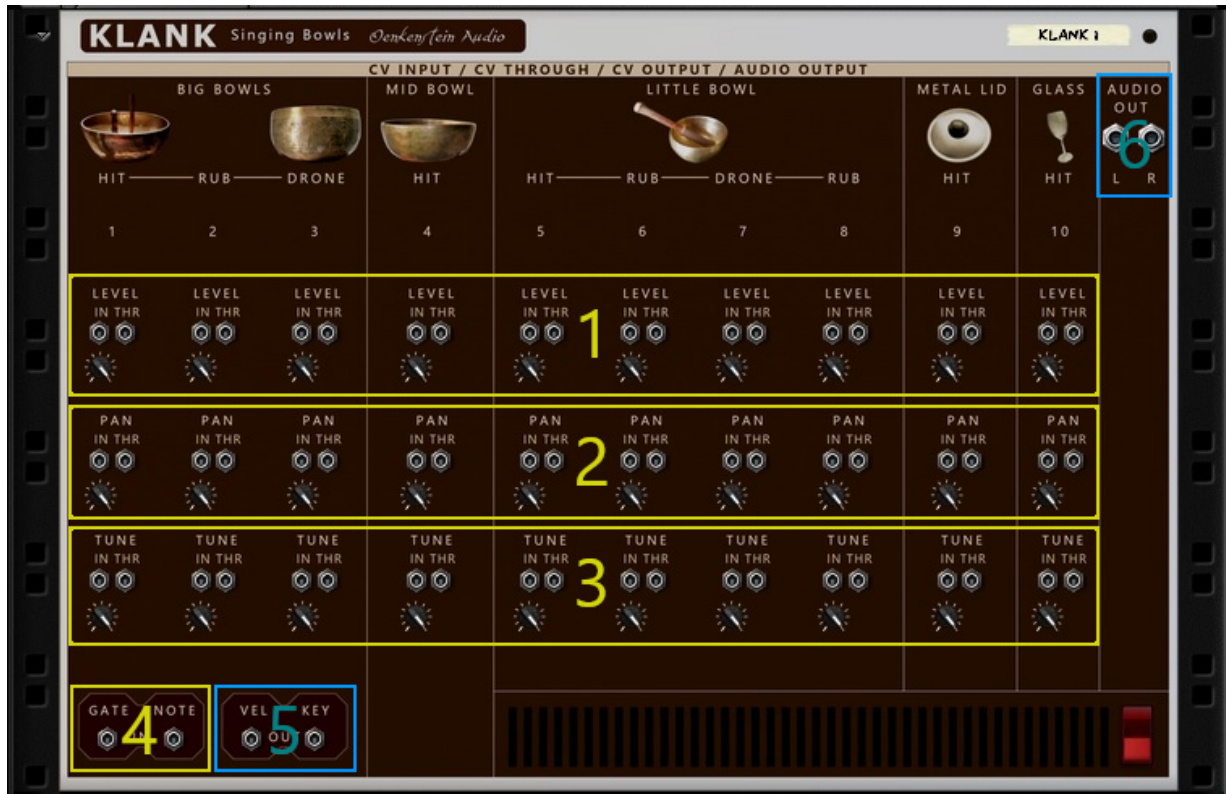 KLANK Singing Bowls Oenkenstein Audio KLANK 1
CV INPUT / CV THROUGH / CV OUTPUT / AUDIO OUTPUT
BIG BOWLS MID BOWL LITTLE BOWL METAL LID GLASS AUDIO
OUT
6
HIT RUB DRONE HIT HIT RUB DRONE RUB HIT HIT L R
1 2 3 4 5 6 7 8 9 10
LEVEL LEVEL LEVEL LEVEL LEVEL LEVEL LEVEL LEVEL LEVEL LEVEL
IN THR IN THR IN THR IN THR IN THR IN THR IN THR IN THR IN THR IN THR
1
PAN PAN PAN PAN PAN PAN PAN PAN PAN PAN
IN THR IN THR IN THR IN THR IN THR IN THR IN THR IN THR IN THR IN THR
2
TUNE TUNE TUNE TUNE TUNE TUNE TUNE TUNE TUNE TUNE
IN THR IN THR IN THR IN THR IN THR IN THR IN THR IN THR IN THR IN THR
3
GATE NOTE VEL KEY
4 5
OUT